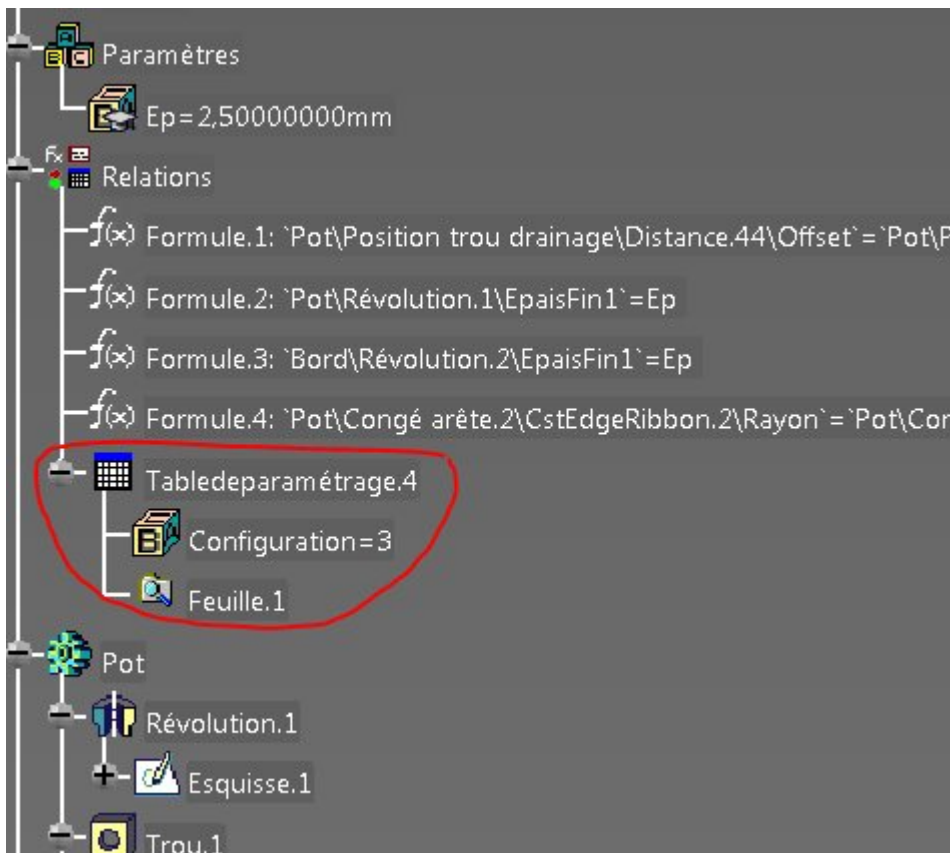 Paramètres
Ep=2,50000000mm
Relations
Formule.1: `Pot\Position trou drainage\Distance.44\Offset`=`Pot\P
Formule.2: `Pot\Révolution.1\EpaisFin1`=Ep
Formule.3: `Bord\Révolution.2\EpaisFin1`=Ep
Formule.4: `Pot\Congé arête.2\CstEdgeRibbon.2\Rayon`=`Pot\Con
Tabledeparamétrage.4
Configuration=3
Feuille.1
Pot
Révolution.1
Esquisse.1
Trou.1